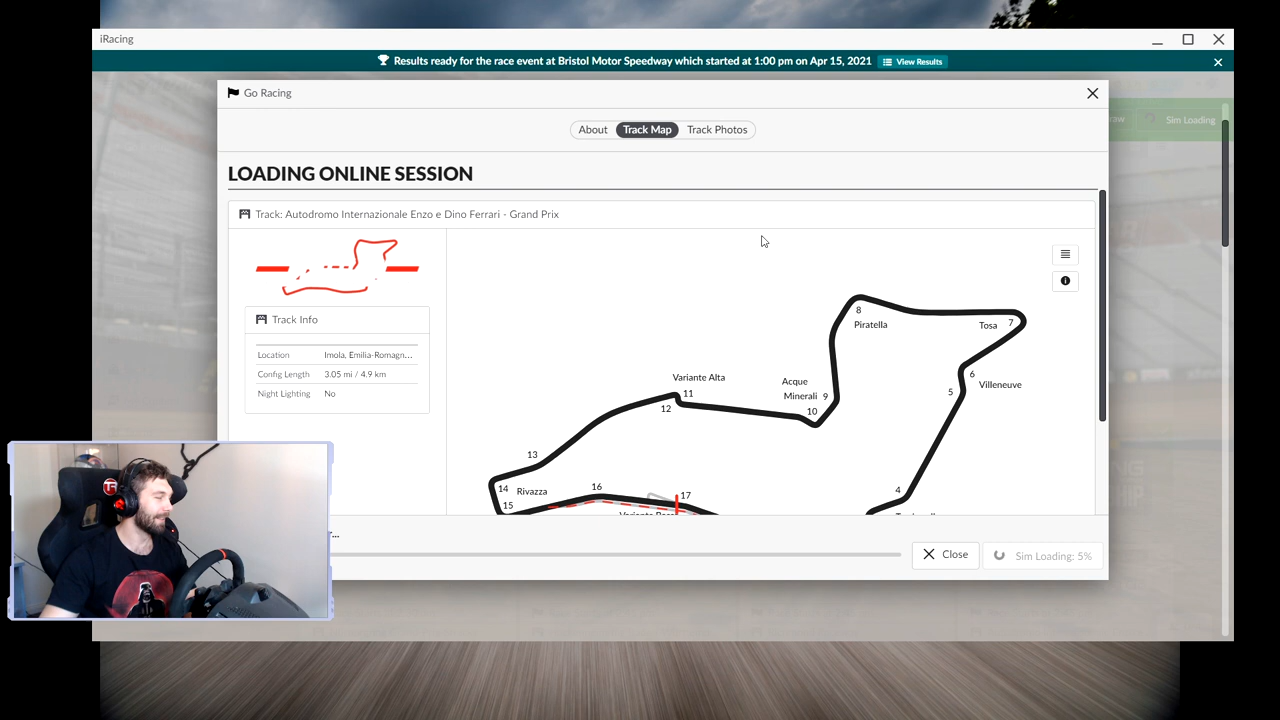 iRacing
Results ready for the race event at Bristol Motor Speedway which started at 1:00 pm on Apr 15, 2021
View Results
Go Racing
Sim Loading
About
Track Map
Track Photos
LOADING ONLINE SESSION
Track: Autodromo Internazionale Enzo e Dino Ferrari - Grand Prix
8
Piratella
Tosa
7
Track Info
Location Imola, Emilia-Romagn...
Config Length 3.05 mi / 4.9 km
Night Lighting No
6
Villeneuve
5
Variante Alta
11
12
Acque
Minerali
9
10
13
14
Rivazza
15
16
17
4
Close
Sim Loading: 5%